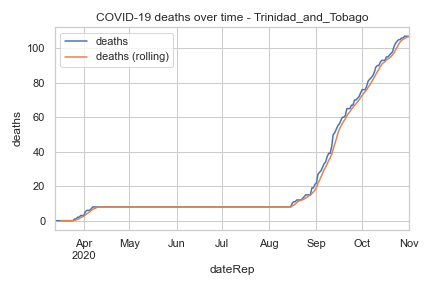 COVID-19 deaths over time - Trinidad_and_Tobago
deaths
deaths (rolling)
100
80
60
40
20
0
deaths
Apr May Jun Jul Aug Sep Oct Nov
2020
dateRep